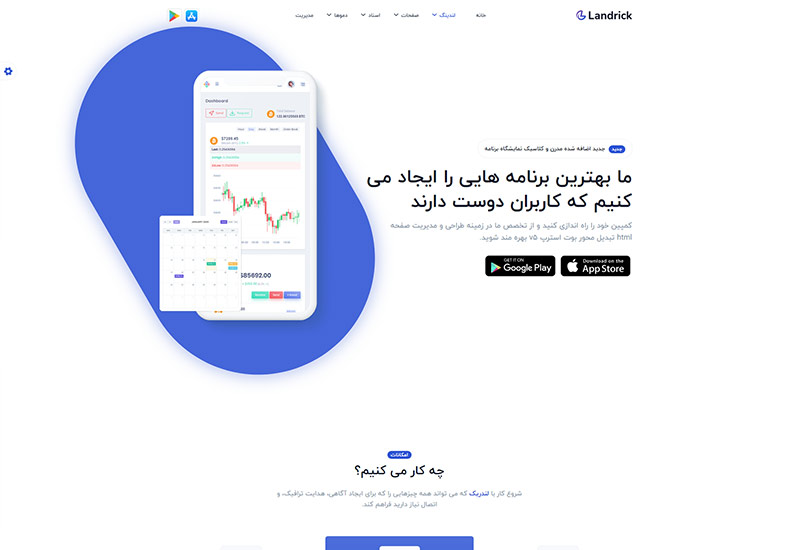 Landrick
خانه
لندینگ
صفحات
اسناد
دموها
مدیریت
جدید
جدید اضافه شده مدرن و کلاسیک نمایشگاه برنامه
ما بهترین برنامه هایی را ایجاد می
کنیم که کاربران دوست دارند
کمپین خود را راه اندازی کنید و از تخصص ما در زمینه طراحی و مدیریت صفحه
html تبدیل محور بوت استرپ v5 بهره مند شوید.
GET IT ON
Google Play
Download on the
App Store
Dashboard
$7289.45
$85692.00
امکانات
چه کار می کنیم؟
شروع کار با لندریک که می تواند همه چیزهایی را که برای ایجاد آگاهی، هدایت ترافیک، و
اتصال نیاز دارید فراهم کند.